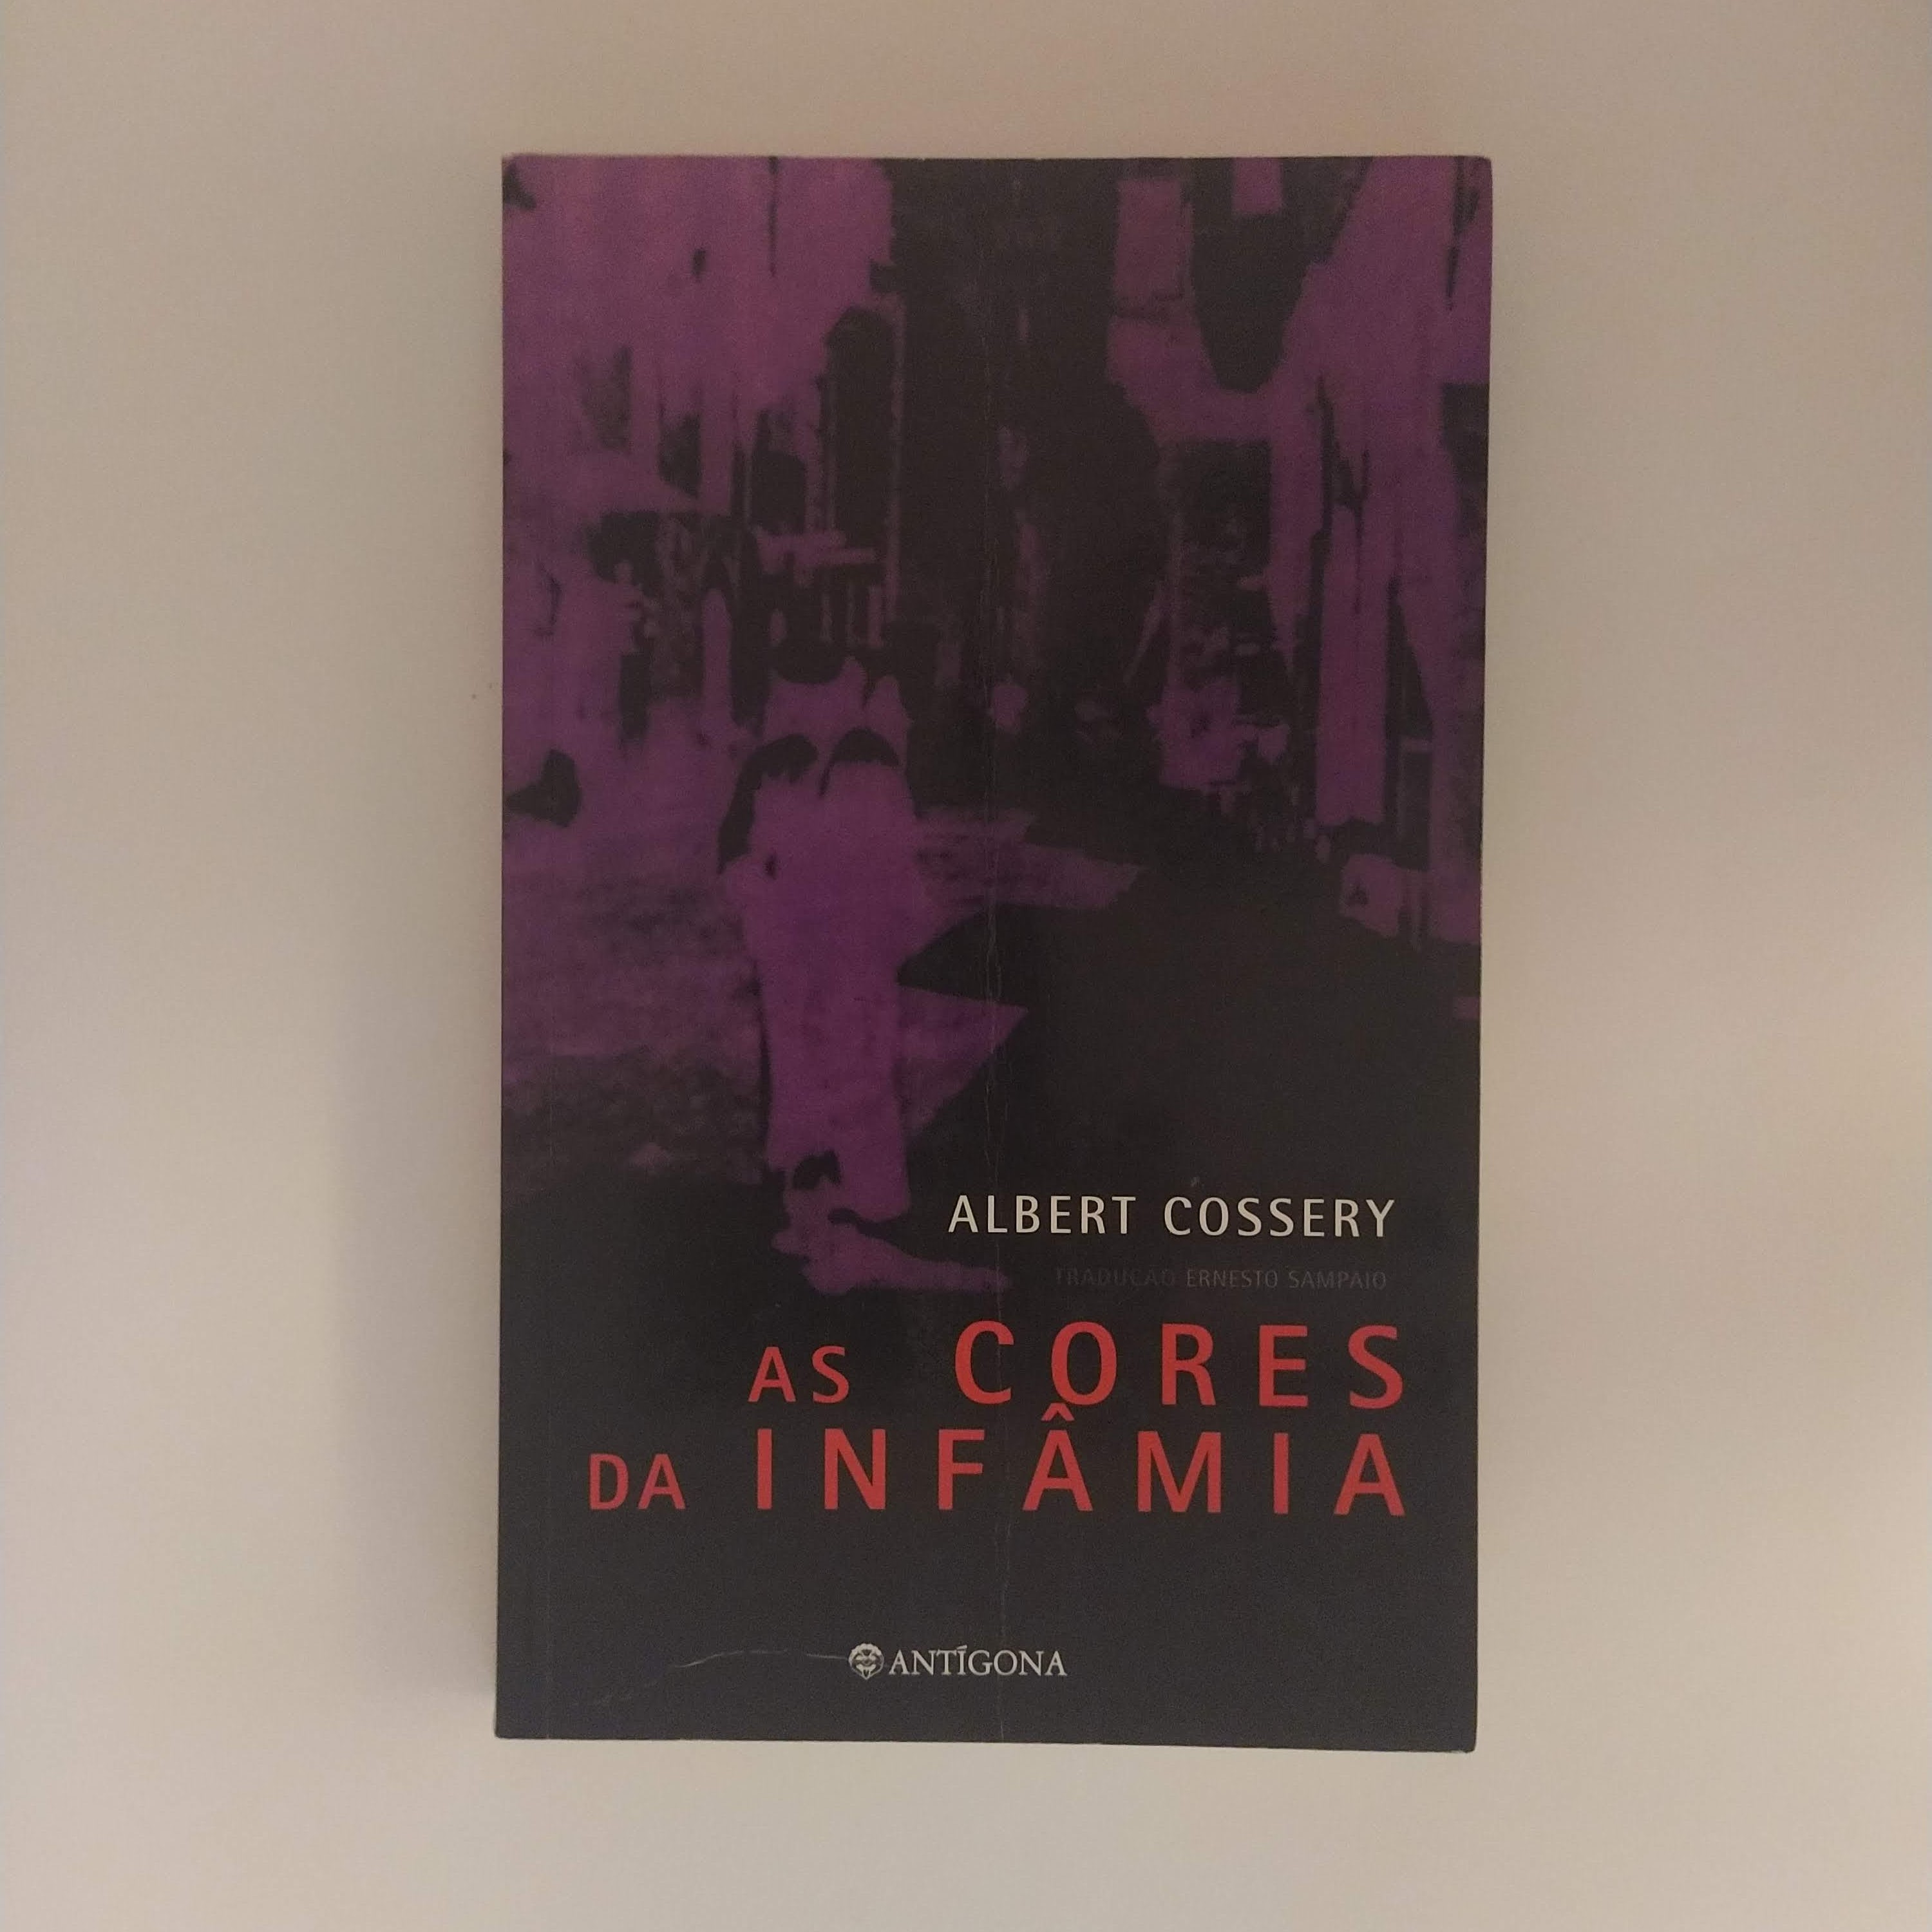 ALBERT COSSERY
TRADUÇÃO ERNESTO SAMPAIO
AS CORES
DA INFÂMIA
ANTÍGONA